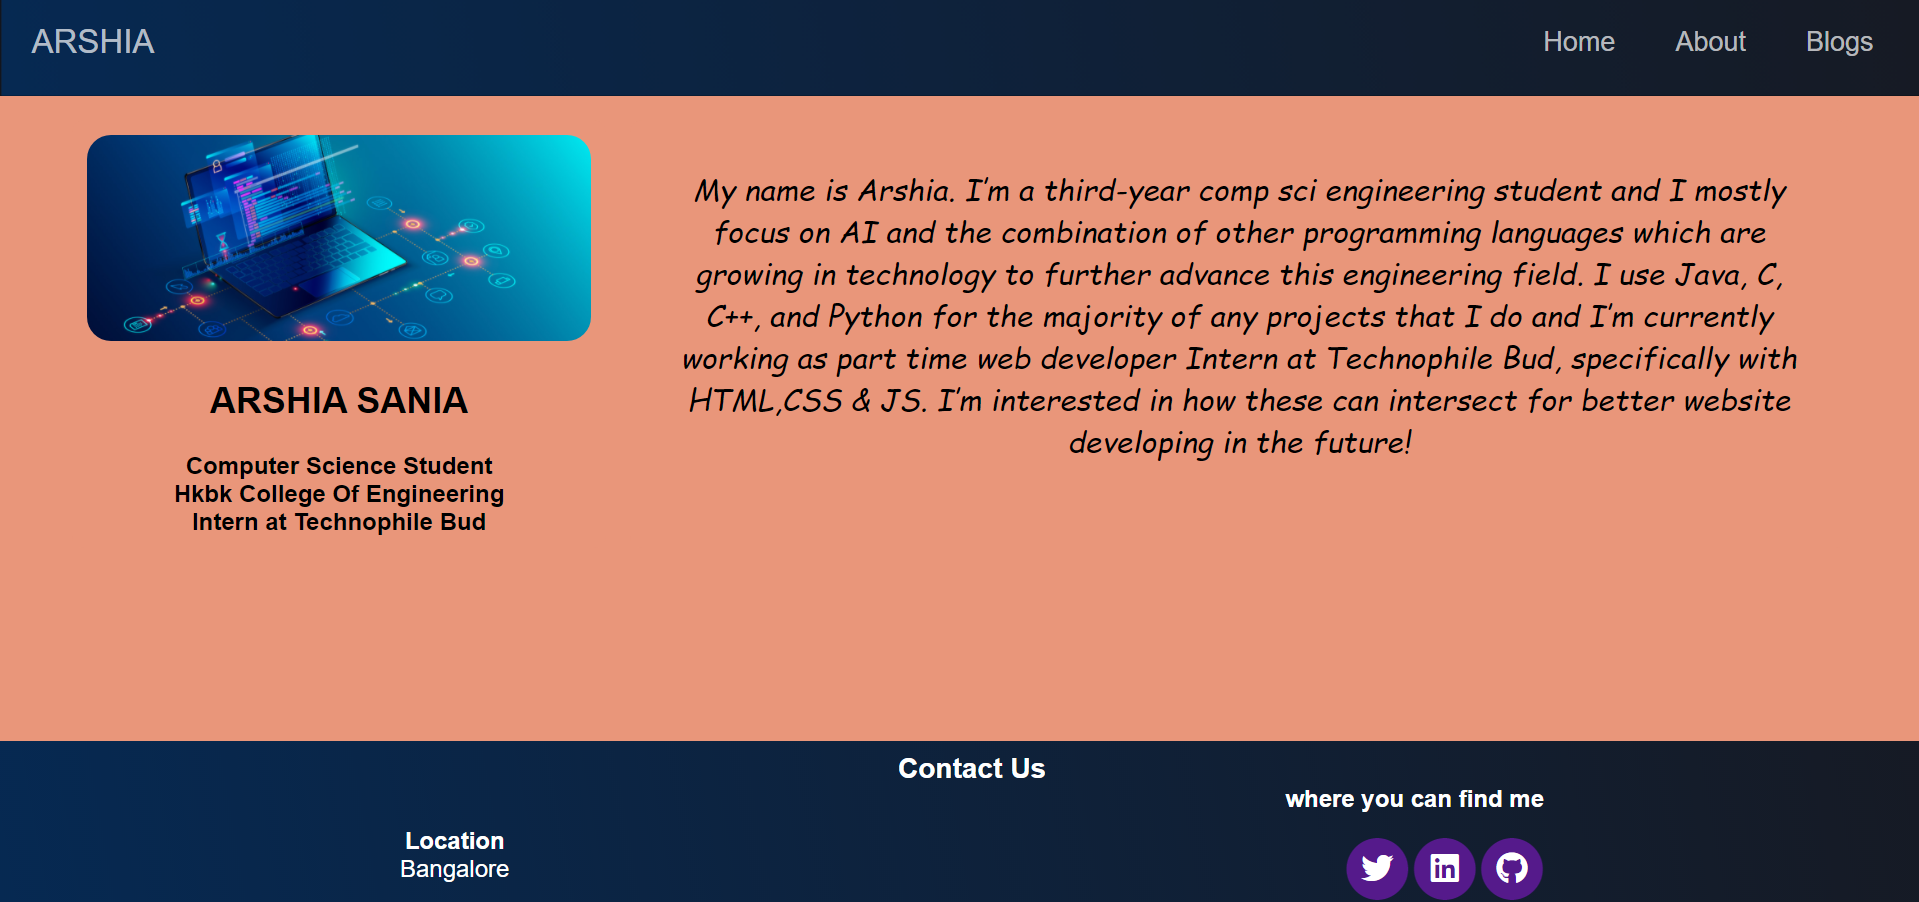 ARSHIA
Home About Blogs
My name is Arshia. I'm a third-year comp sci engineering student and I mostly
focus on AI and the combination of other programming languages which are
growing in technology to further advance this engineering field. I use Java, C,
C++, and Python for the majority of any projects that I do and I'm currently
working as part time web developer Intern at Technophile Bud, specifically with
HTML,CSS & JS. I'm interested in how these can intersect for better website
developing in the future!
ARSHIA SANIA
Computer Science Student
Hkbk College Of Engineering
Intern at Technophile Bud
Contact Us
where you can find me
Location
Bangalore
in